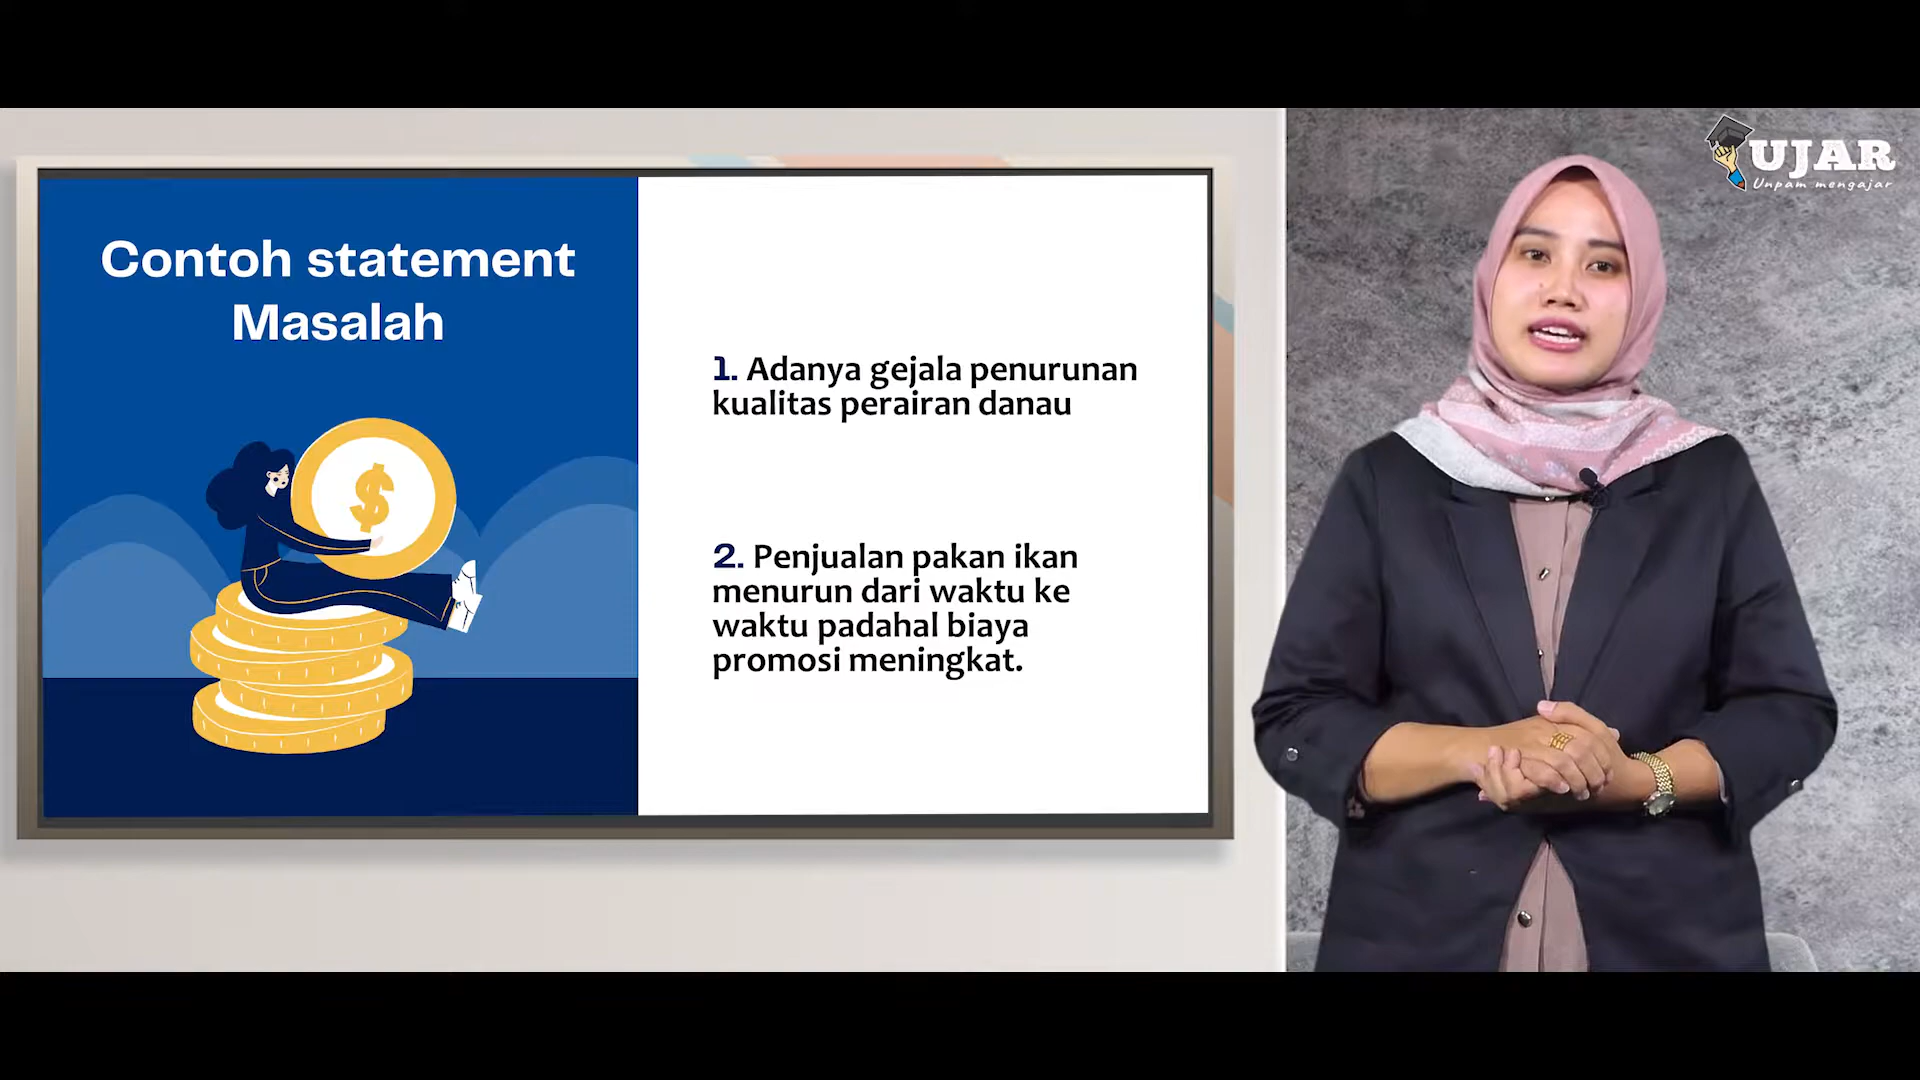 Contoh statement
Masalah
1. Adanya gejala penurunan
kualitas perairan danau
2. Penjualan pakan ikan
menurun dari waktu ke
waktu padahal biaya
promosi meningkat.
$
UJAR
Unpam mengajar